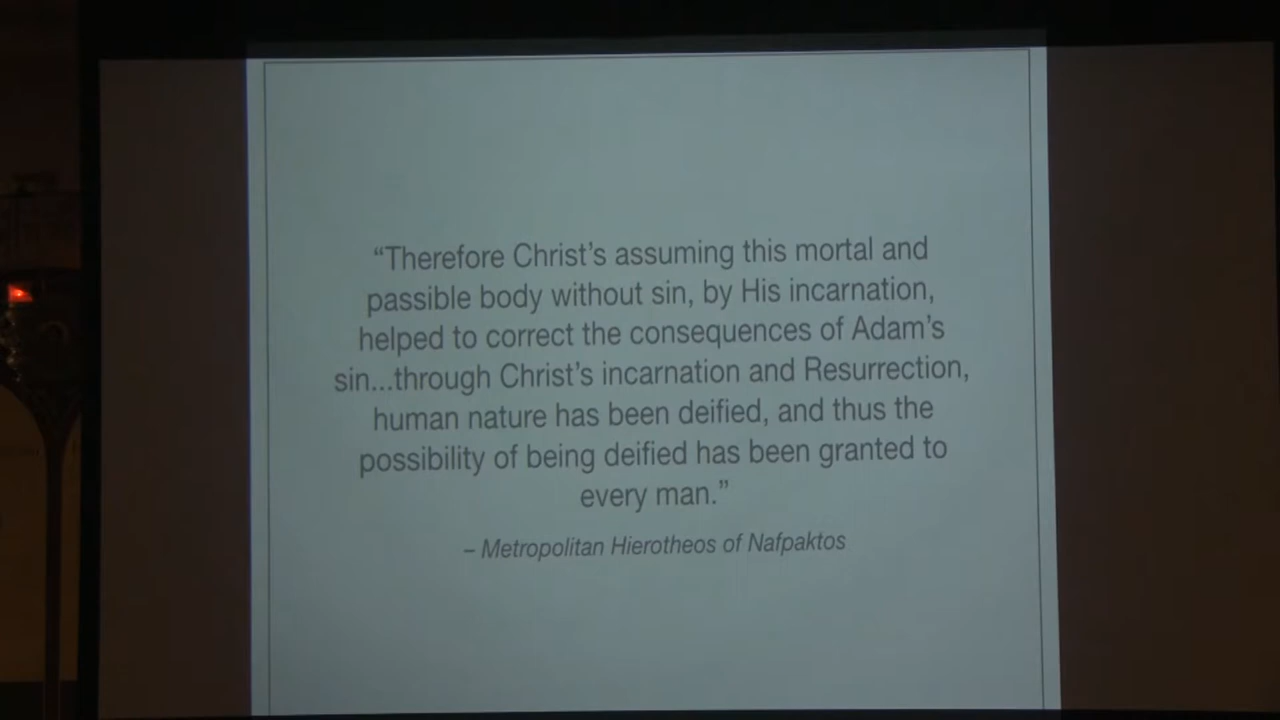 “Therefore Christ’s assuming this mortal and
passible body without sin, by His incarnation,
helped to correct the consequences of Adam’s
sin...through Christ’s incarnation and Resurrection,
human nature has been deified, and thus the
possibility of being deified has been granted to
every man.”
– Metropolitan Hierotheos of Nafpaktos